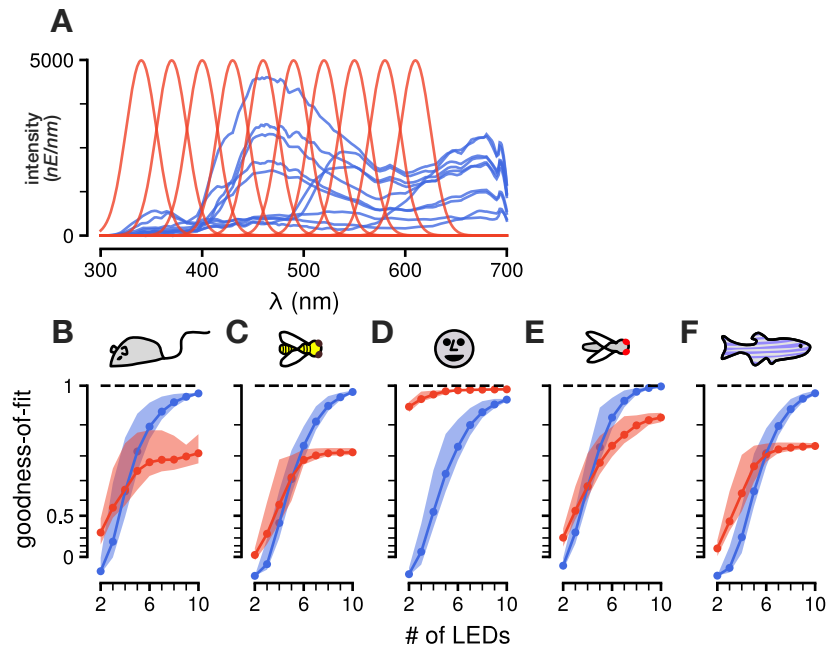 A
5000
0
intensity
(nE/nm)
300 400 500 600 700
λ (nm)
B C D E F
1
0.5
0
goodness-of-fit
2 6 10 2 6 10 2 6 10 2 6 10 2 6 10
# of LEDs